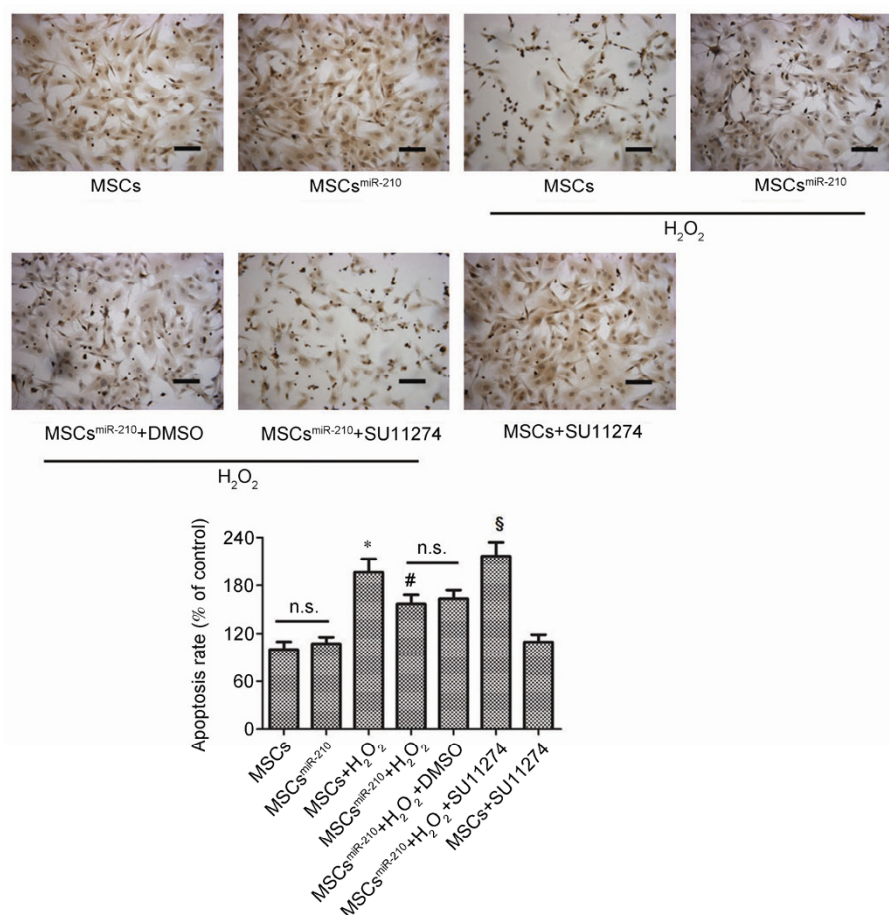 MSCs
MSCsmiR-210
MSCs
MSCsmiR-210
H2O2
MSCsmiR-210+DMSO
MSCsmiR-210+SU11274
MSCs+SU11274
H2O2
Apoptosis rate (% of control)
240
180
120
60
0
n.s.
*
#
n.s.
§
MSCs
MSCsmiR-210
MSCs+H2O2
MSCsmiR-210+H2O2
MSCsmiR-210+H2O2+DMSO
MSCsmiR-210+H2O2+SU11274
MSCs+SU11274